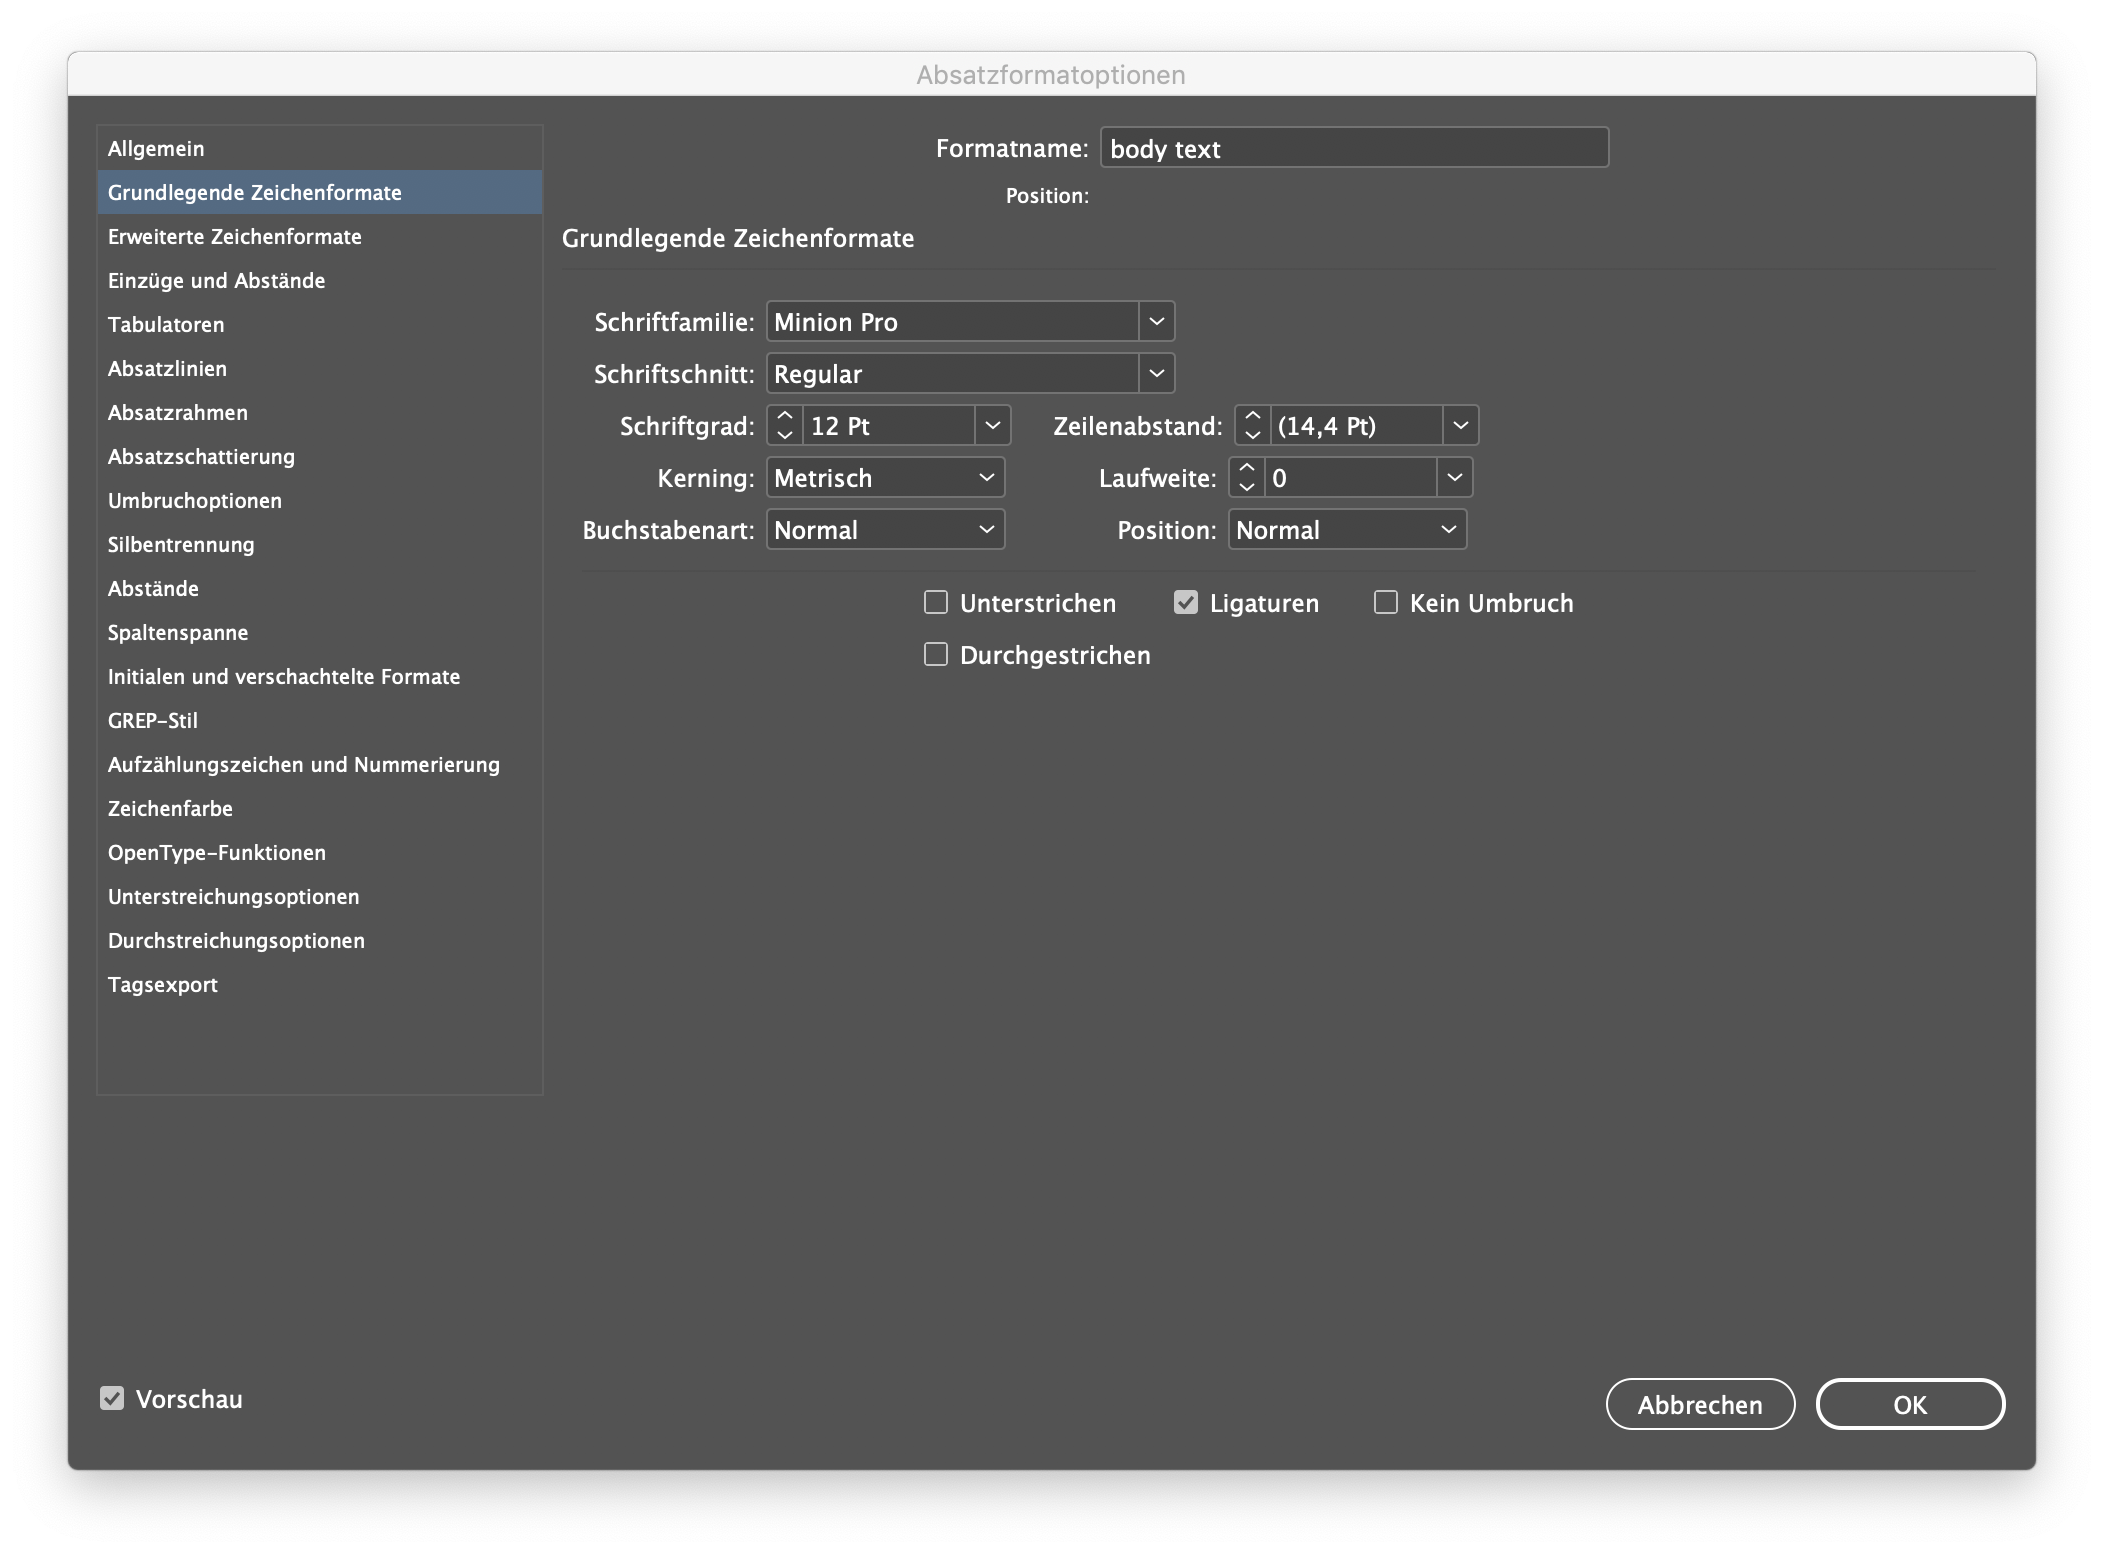 Absatzformatoptionen
Allgemein
Grundlegende Zeichenformate
Erweiterte Zeichenformate
Einzüge und Abstände
Tabulatoren
Absatzlinien
Absatzrahmen
Absatzschattierung
Umbruchoptionen
Silbentrennung
Abstände
Spaltenspanne
Initialen und verschachtelte Formate
GREP-Stil
Aufzählungszeichen und Nummerierung
Zeichenfarbe
OpenType-Funktionen
Unterstreichungsoptionen
Durchstreichungsoptionen
Tagsexport
Formatname: body text
Position:
Grundlegende Zeichenformate
Schriftfamilie: Minion Pro
Schriftschnitt: Regular
Schriftgrad: 12 Pt Zeilenabstand: (14,4 Pt)
Kerning: Metrisch Laufweite: 0
Buchstabenart: Normal Position: Normal
Unterstrichen Ligaturen Kein Umbruch
Durchgestrichen
Vorschau Abbrechen OK